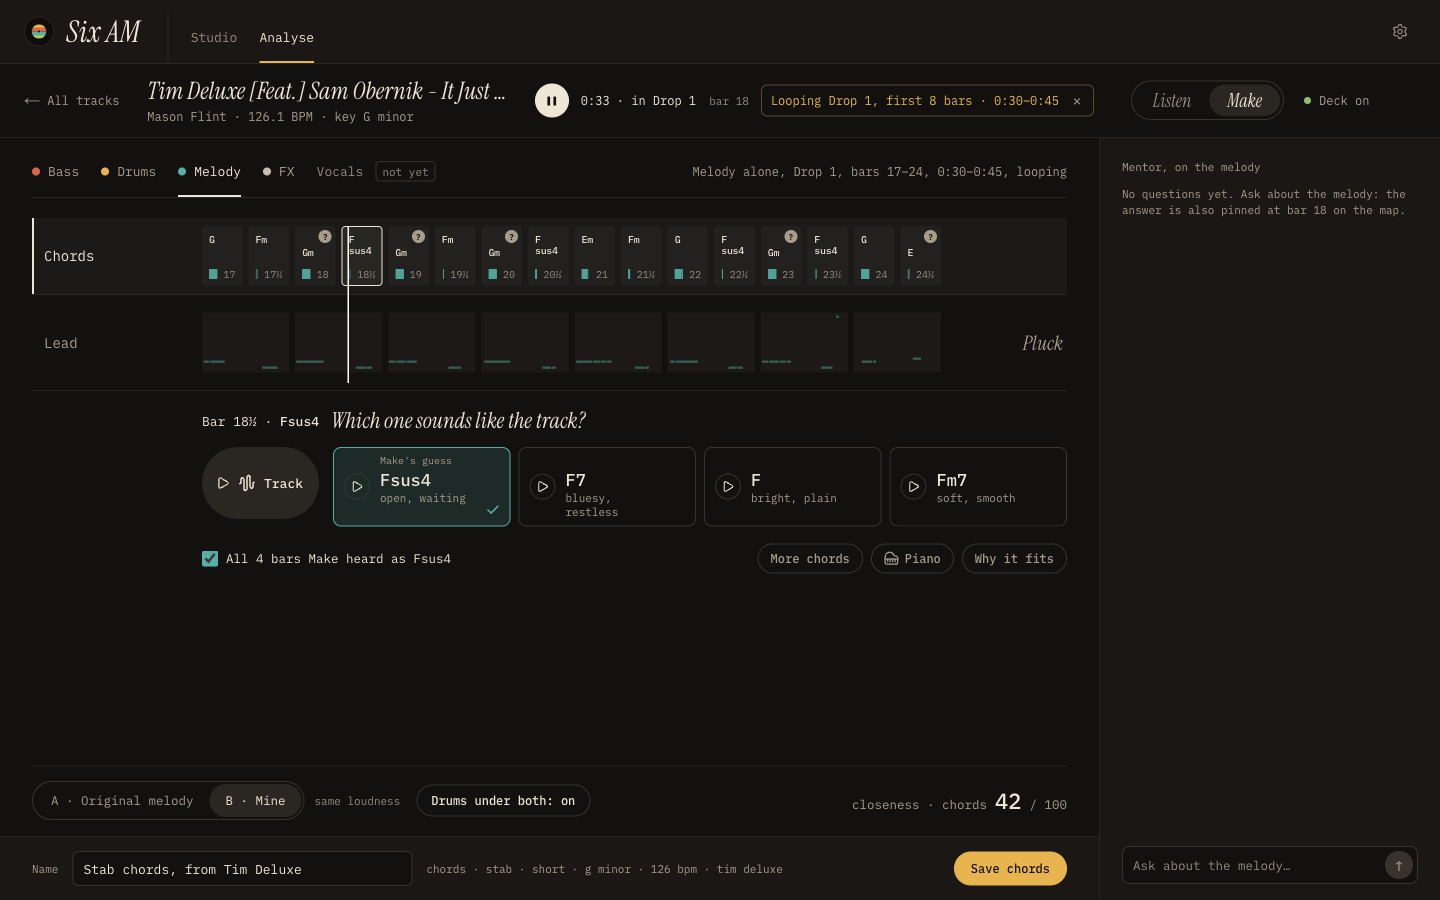 Six AM
Studio
Analyse
← All tracks
Tim Deluxe [Feat.] Sam Obernik - It Just ...
Mason Flint · 126.1 BPM · key G minor
0:33 · in Drop 1 bar 18
Looping Drop 1, first 8 bars · 0:30–0:45 ×
Listen
Make
Deck on
Bass
Drums
Melody
FX
Vocals not yet
Melody alone, Drop 1, bars 17–24, 0:30–0:45, looping
Chords
G 17
Fm 17½
Gm ? 18
F sus4 18½
Gm ? 19
Fm 19½
Gm ? 20
F sus4 20½
Em 21
Fm 21½
G 22
F sus4 22½
Gm ? 23
F sus4 23½
G 24
E ? 24½
Lead
Pluck
Bar 18½ · Fsus4 Which one sounds like the track?
Track
Make's guess
Fsus4
open, waiting
F7
bluesy,
restless
F
bright, plain
Fm7
soft, smooth
All 4 bars Make heard as Fsus4
More chords
Piano
Why it fits
A · Original melody
B · Mine
same loudness
Drums under both: on
closeness · chords 42 / 100
Name
Stab chords, from Tim Deluxe
chords · stab · short · g minor · 126 bpm · tim deluxe
Save chords
Mentor, on the melody
No questions yet. Ask about the melody: the
answer is also pinned at bar 18 on the map.
Ask about the melody…
↑